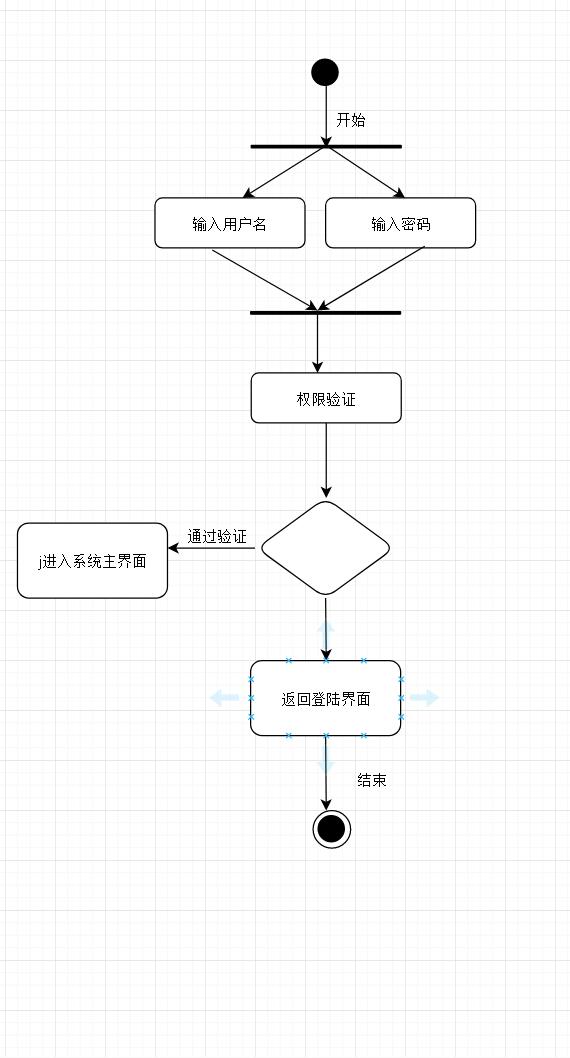 开始
输入用户名
输入密码
权限验证
通过验证
j进入系统主界面
返回登陆界面
结束